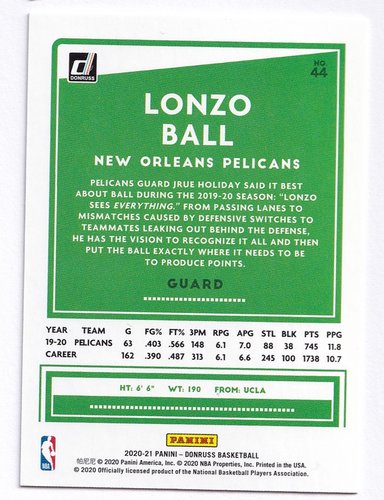 DONRUSS
NO.
44
LONZO
BALL
NEW ORLEANS PELICANS
PELICANS GUARD JRUE HOLIDAY SAID IT BEST
ABOUT BALL DURING THE 2019-20 SEASON: "LONZO
SEES EVERYTHING." FROM PASSING LANES TO
MISMATCHES CAUSED BY DEFENSIVE SWITCHES TO
TEAMMATES LEAKING OUT BEHIND THE DEFENSE,
HE HAS THE VISION TO RECOGNIZE IT ALL AND THEN
PUT THE BALL EXACTLY WHERE IT NEEDS TO BE
TO PRODUCE POINTS.
GUARD
YEAR TEAM G FG% FT% 3PM RPG APG STL BLK PTS PPG
19-20 PELICANS 63 .403 .566 148 6.1 7.0 88 38 745 11.8
CAREER 162 .390 .487 313 6.1 6.6 245 100 1738 10.7
HT: 6' 6" WT: 190 FROM: UCLA
PANINI
2020-21 PANINI – DONRUSS BASKETBALL
帕尼尼 © 2020 Panini America, Inc. © 2020 NBA Properties, Inc. Printed in the USA.
© 2020 Officially licensed product of the National Basketball Players Association.
NBA